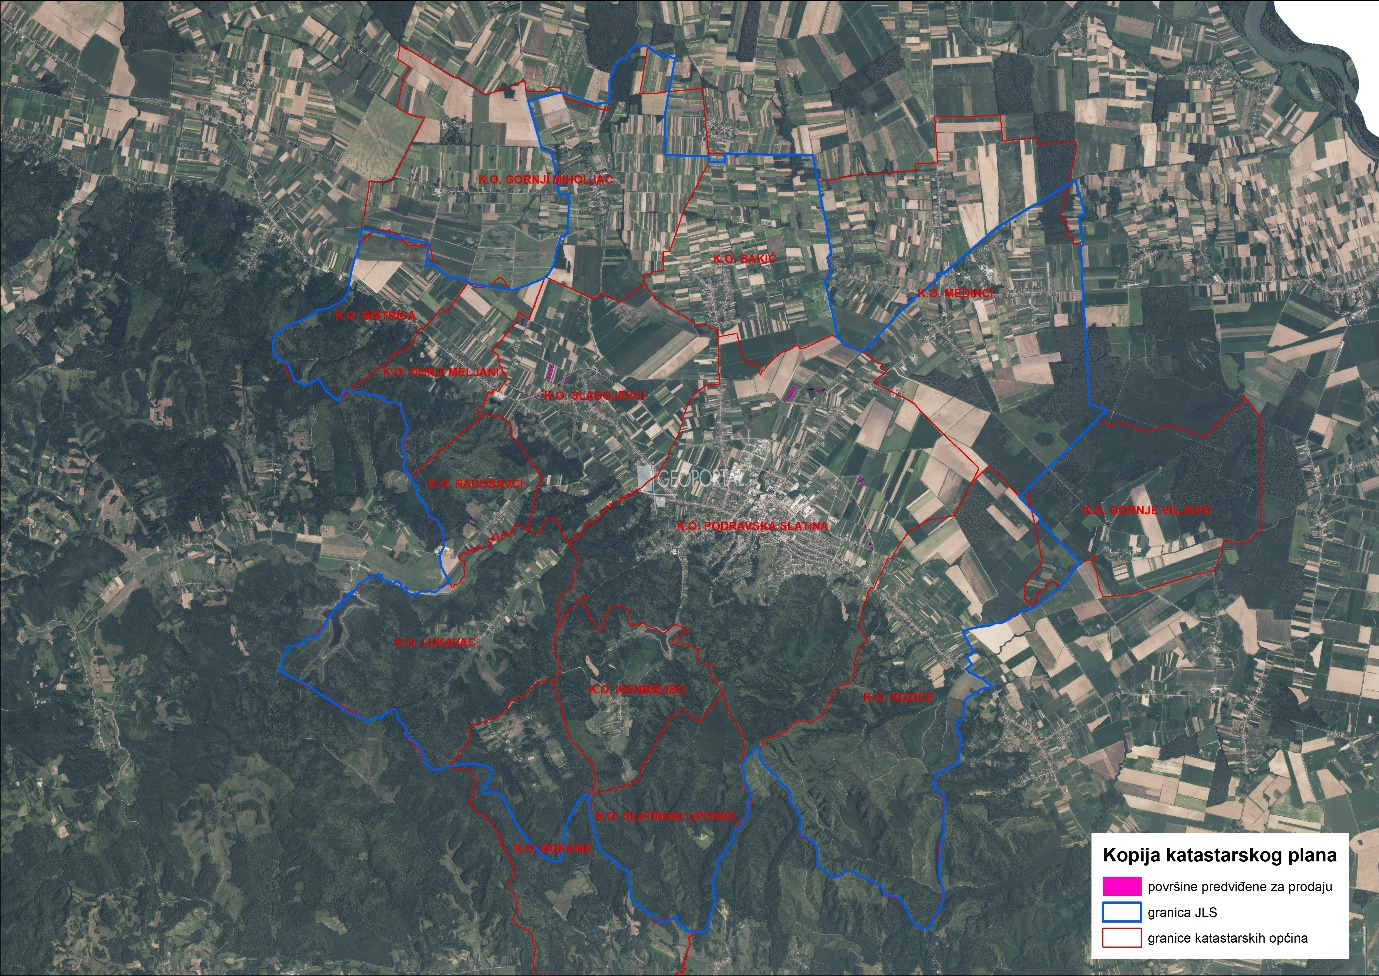 K.O. GORNJI MIHOLJAC
K.O. BAKIĆ
K.O. MEDINCI
K.O. BISTRICA
K.O. DONJI MELJANI
K.O. SLADOJEVCI
K.O. RADOSAVCI
GEOPORTAL
K.O. GORNJE VILJEVO
K.O. PODRAVSKA SLATINA
K.O. LUKAVAC
K.O. IVANBRIJEG
K.O. KOZICE
K.O. SLATINSKI LIPOVAC
K.O.
Kopija katastarskog plana
površine predviđene za prodaju
granica JLS
granice katastarskih općina